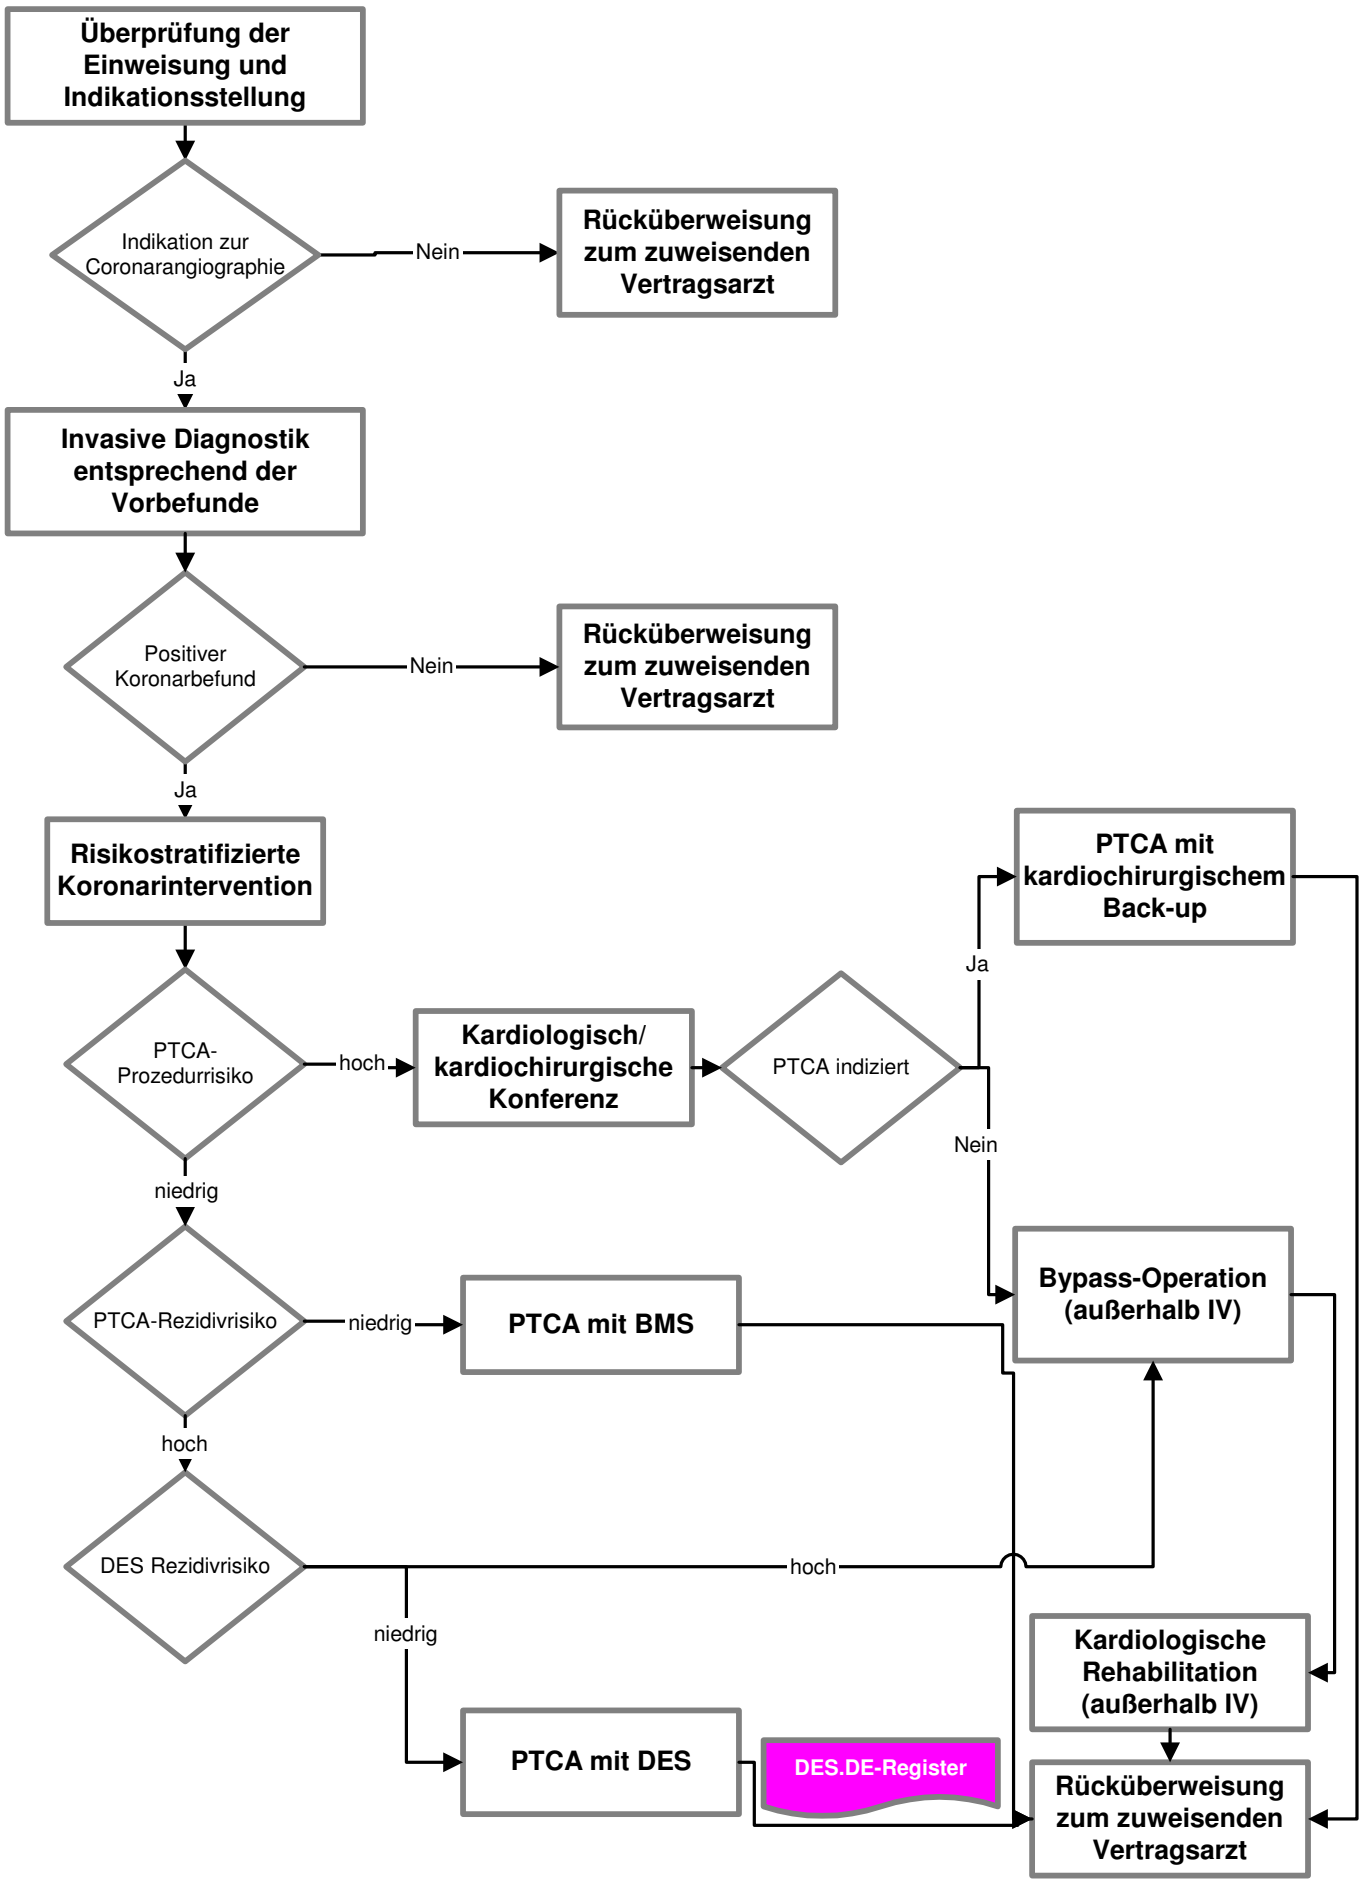 Überprüfung der
Einweisung und
Indikationsstellung
Indikation zur
Coronarangiographie
Nein
Rücküberweisung
zum zuweisenden
Vertragsarzt
Ja
Invasive Diagnostik
entsprechend der
Vorbefunde
Positiver
Koronarbefund
Nein
Rücküberweisung
zum zuweisenden
Vertragsarzt
Ja
Risikostratifizierte
Koronarintervention
PTCA mit
kardiochirurgischem
Back-up
Ja
PTCA-
Prozedurrisiko
hoch
Kardiologisch/
kardiochirurgische
Konferenz
PTCA indiziert
Nein
niedrig
PTCA-Rezidivrisiko
niedrig
PTCA mit BMS
Bypass-Operation
(außerhalb IV)
hoch
DES Rezidivrisiko
hoch
niedrig
Kardiologische
Rehabilitation
(außerhalb IV)
PTCA mit DES
DES.DE-Register
Rücküberweisung
zum zuweisenden
Vertragsarzt